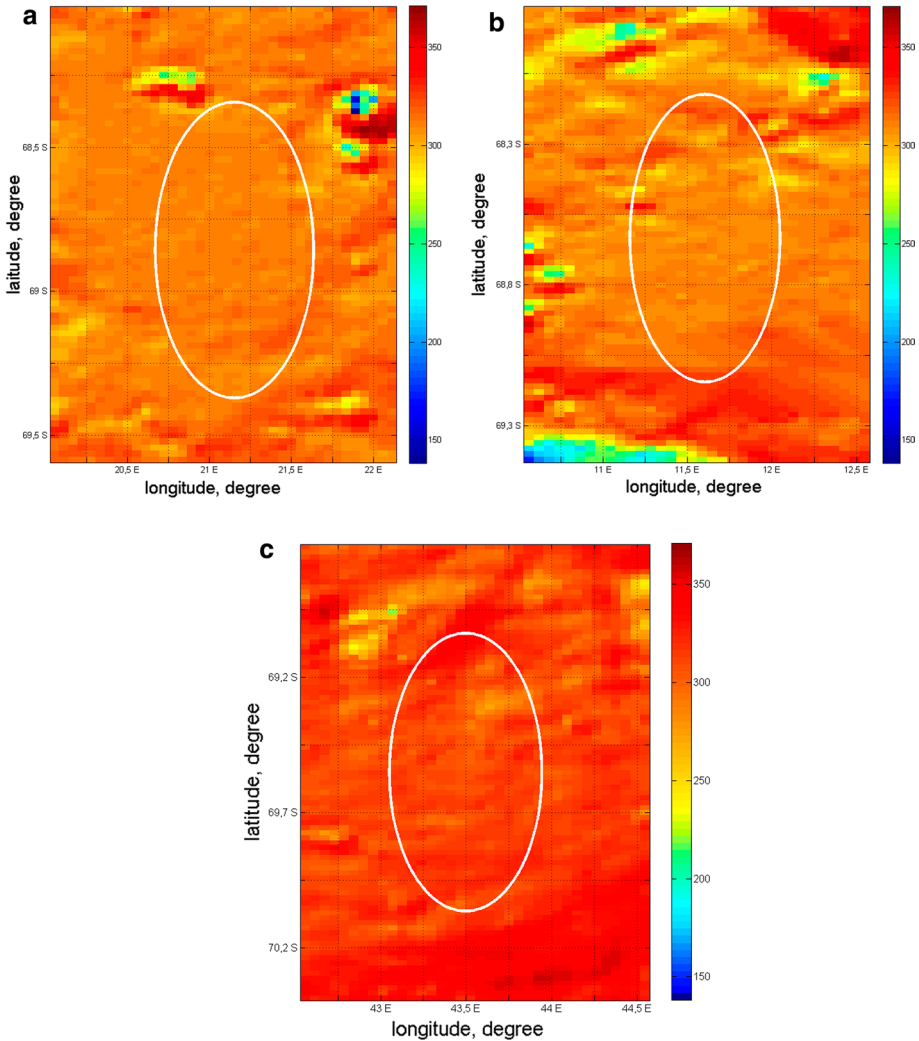 a
350
300
250
200
150
68,5 S
69 S
69,5 S
laitude, degree
20,5 E
21 E
21,5 E
22 E
longitude, degree
b
350
300
250
200
150
68,3 S
68,8 S
69,3 S
latitude, degree
11 E
11,5 E
12 E
12,5 E
longitude, degree
c
350
300
250
200
150
69,2 S
69,7 S
70,2 S
latitude, degree
43 E
43,5 E
44 E
44,5 E
longitude, degree